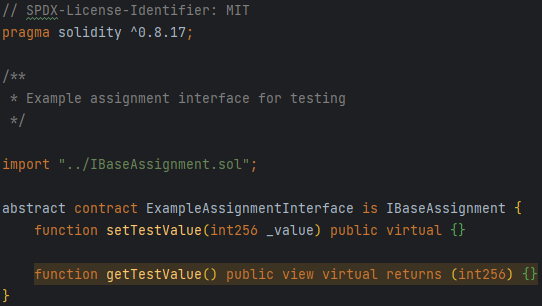 // SPDX-License-Identifier: MIT
pragma solidity ^0.8.17;
/**
* Example assignment interface for testing
*/
import "../IBaseAssignment.sol";
abstract contract ExampleAssignmentInterface is IBaseAssignment {
function setTestValue(int256 _value) public virtual {}
function getTestValue() public view virtual returns (int256) {}
}